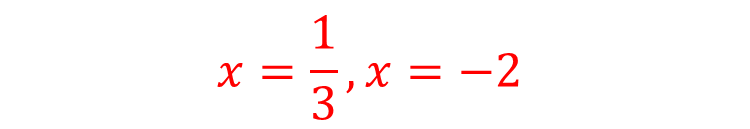 x = 1/3, x = −2